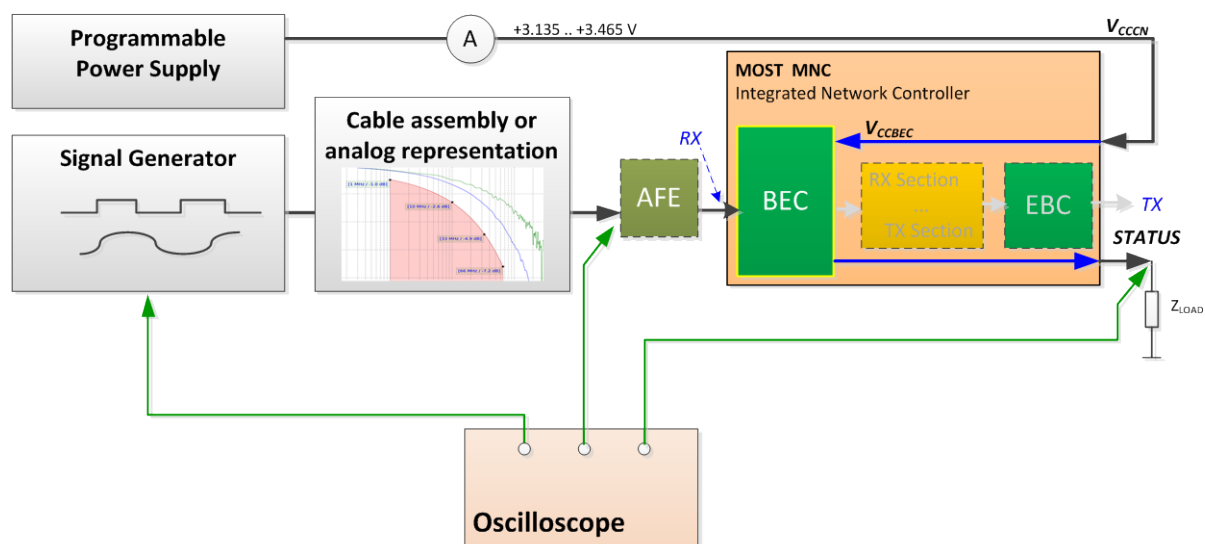 Programmable
Power Supply
A
+3.135 .. +3.465 V
VCCCN
MOST MNC
Integrated Network Controller
Signal Generator
Cable assembly or
analog representation
RX
VCCBEC
AFE
BEC
RX Section
...
TX Section
EBC
TX
STATUS
ZLOAD
Oscilloscope